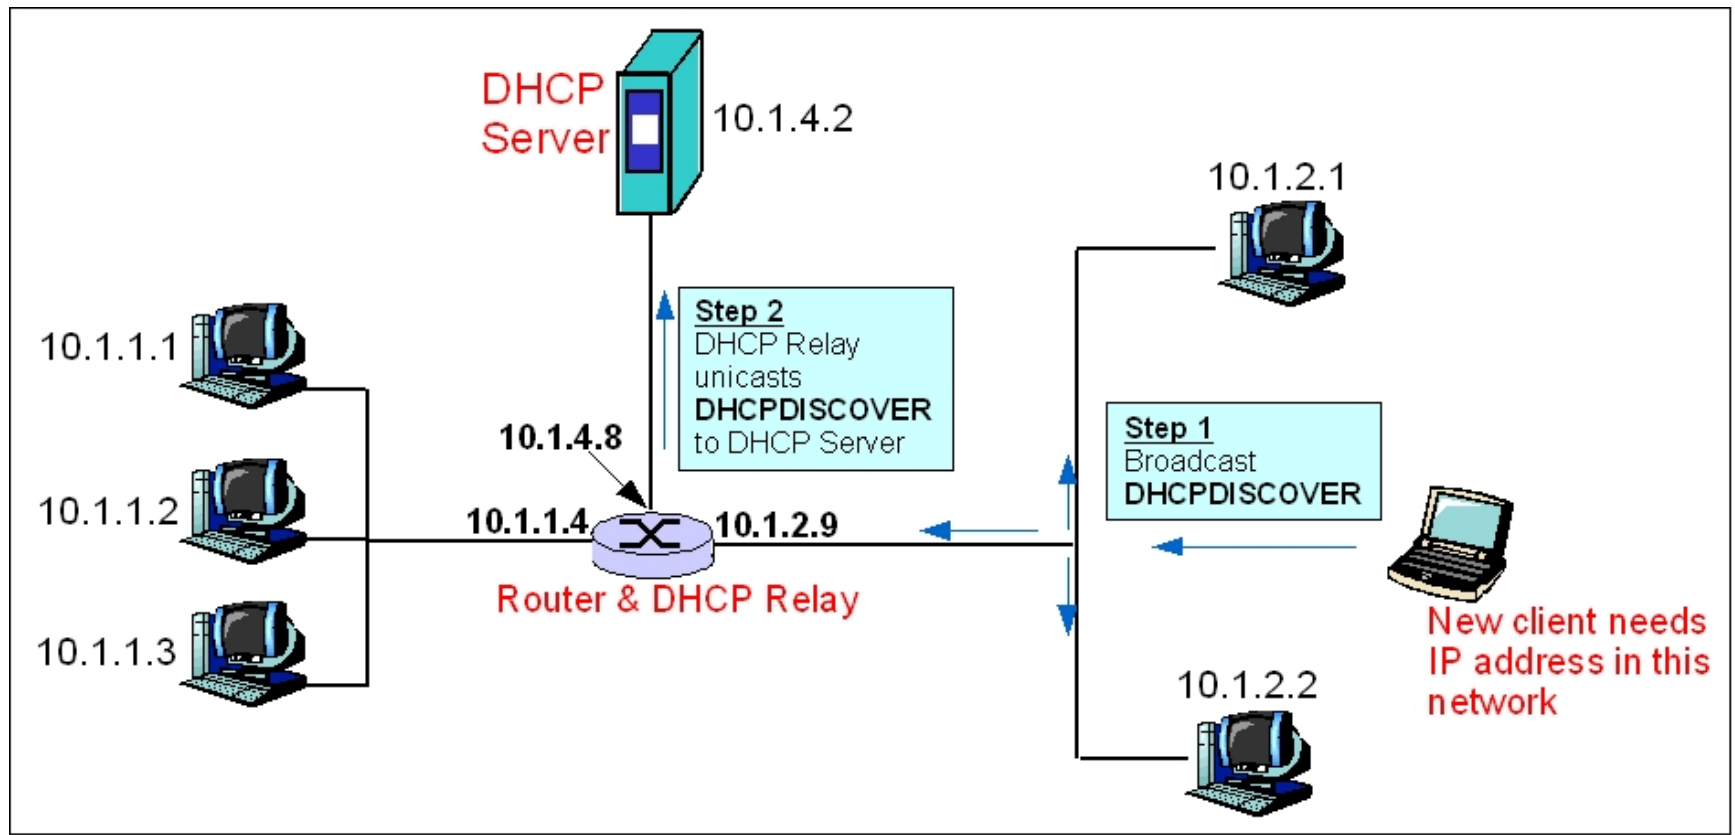 DHCP
Server
10.1.4.2
10.1.2.1
10.1.1.1
Step 2
DHCP Relay
unicasts
DHCPDISCOVER
to DHCP Server
10.1.4.8
Step 1
Broadcast
DHCPDISCOVER
10.1.1.2
10.1.1.4
10.1.2.9
Router & DHCP Relay
10.1.1.3
New client needs
IP address in this
network
10.1.2.2